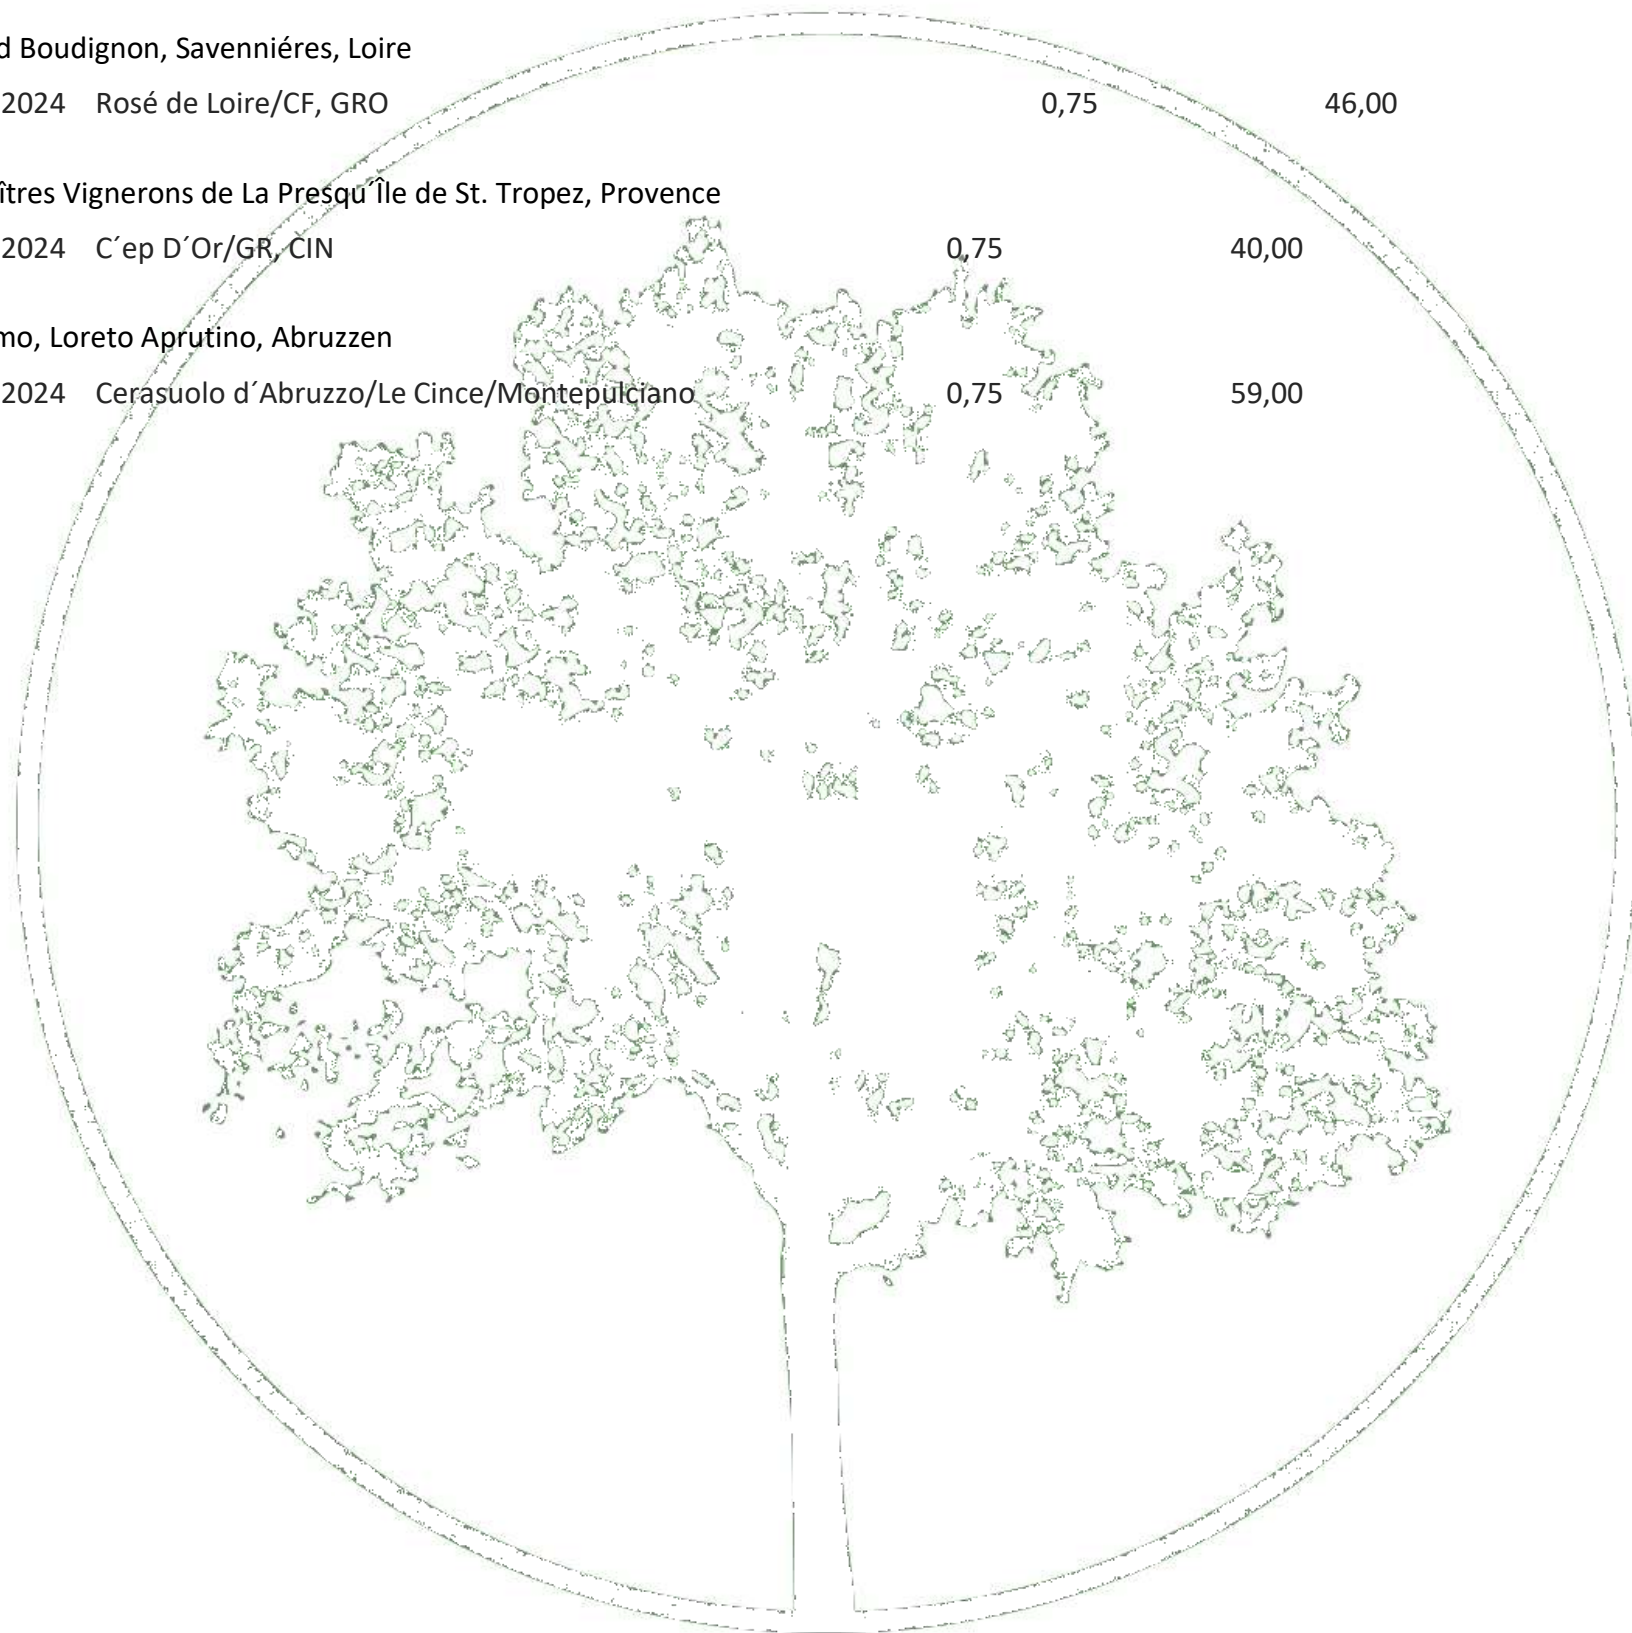 d Boudignon, Savenniéres, Loire
2024 Rosé de Loire/CF, GRO 0,75 46,00
îtres Vignerons de La Presqu´Île de St. Tropez, Provence
2024 C´ep D´Or/GR, CIN 0,75 40,00
mo, Loreto Aprutino, Abruzzen
2024 Cerasuolo d´Abruzzo/Le Cince/Montepulciano 0,75 59,00